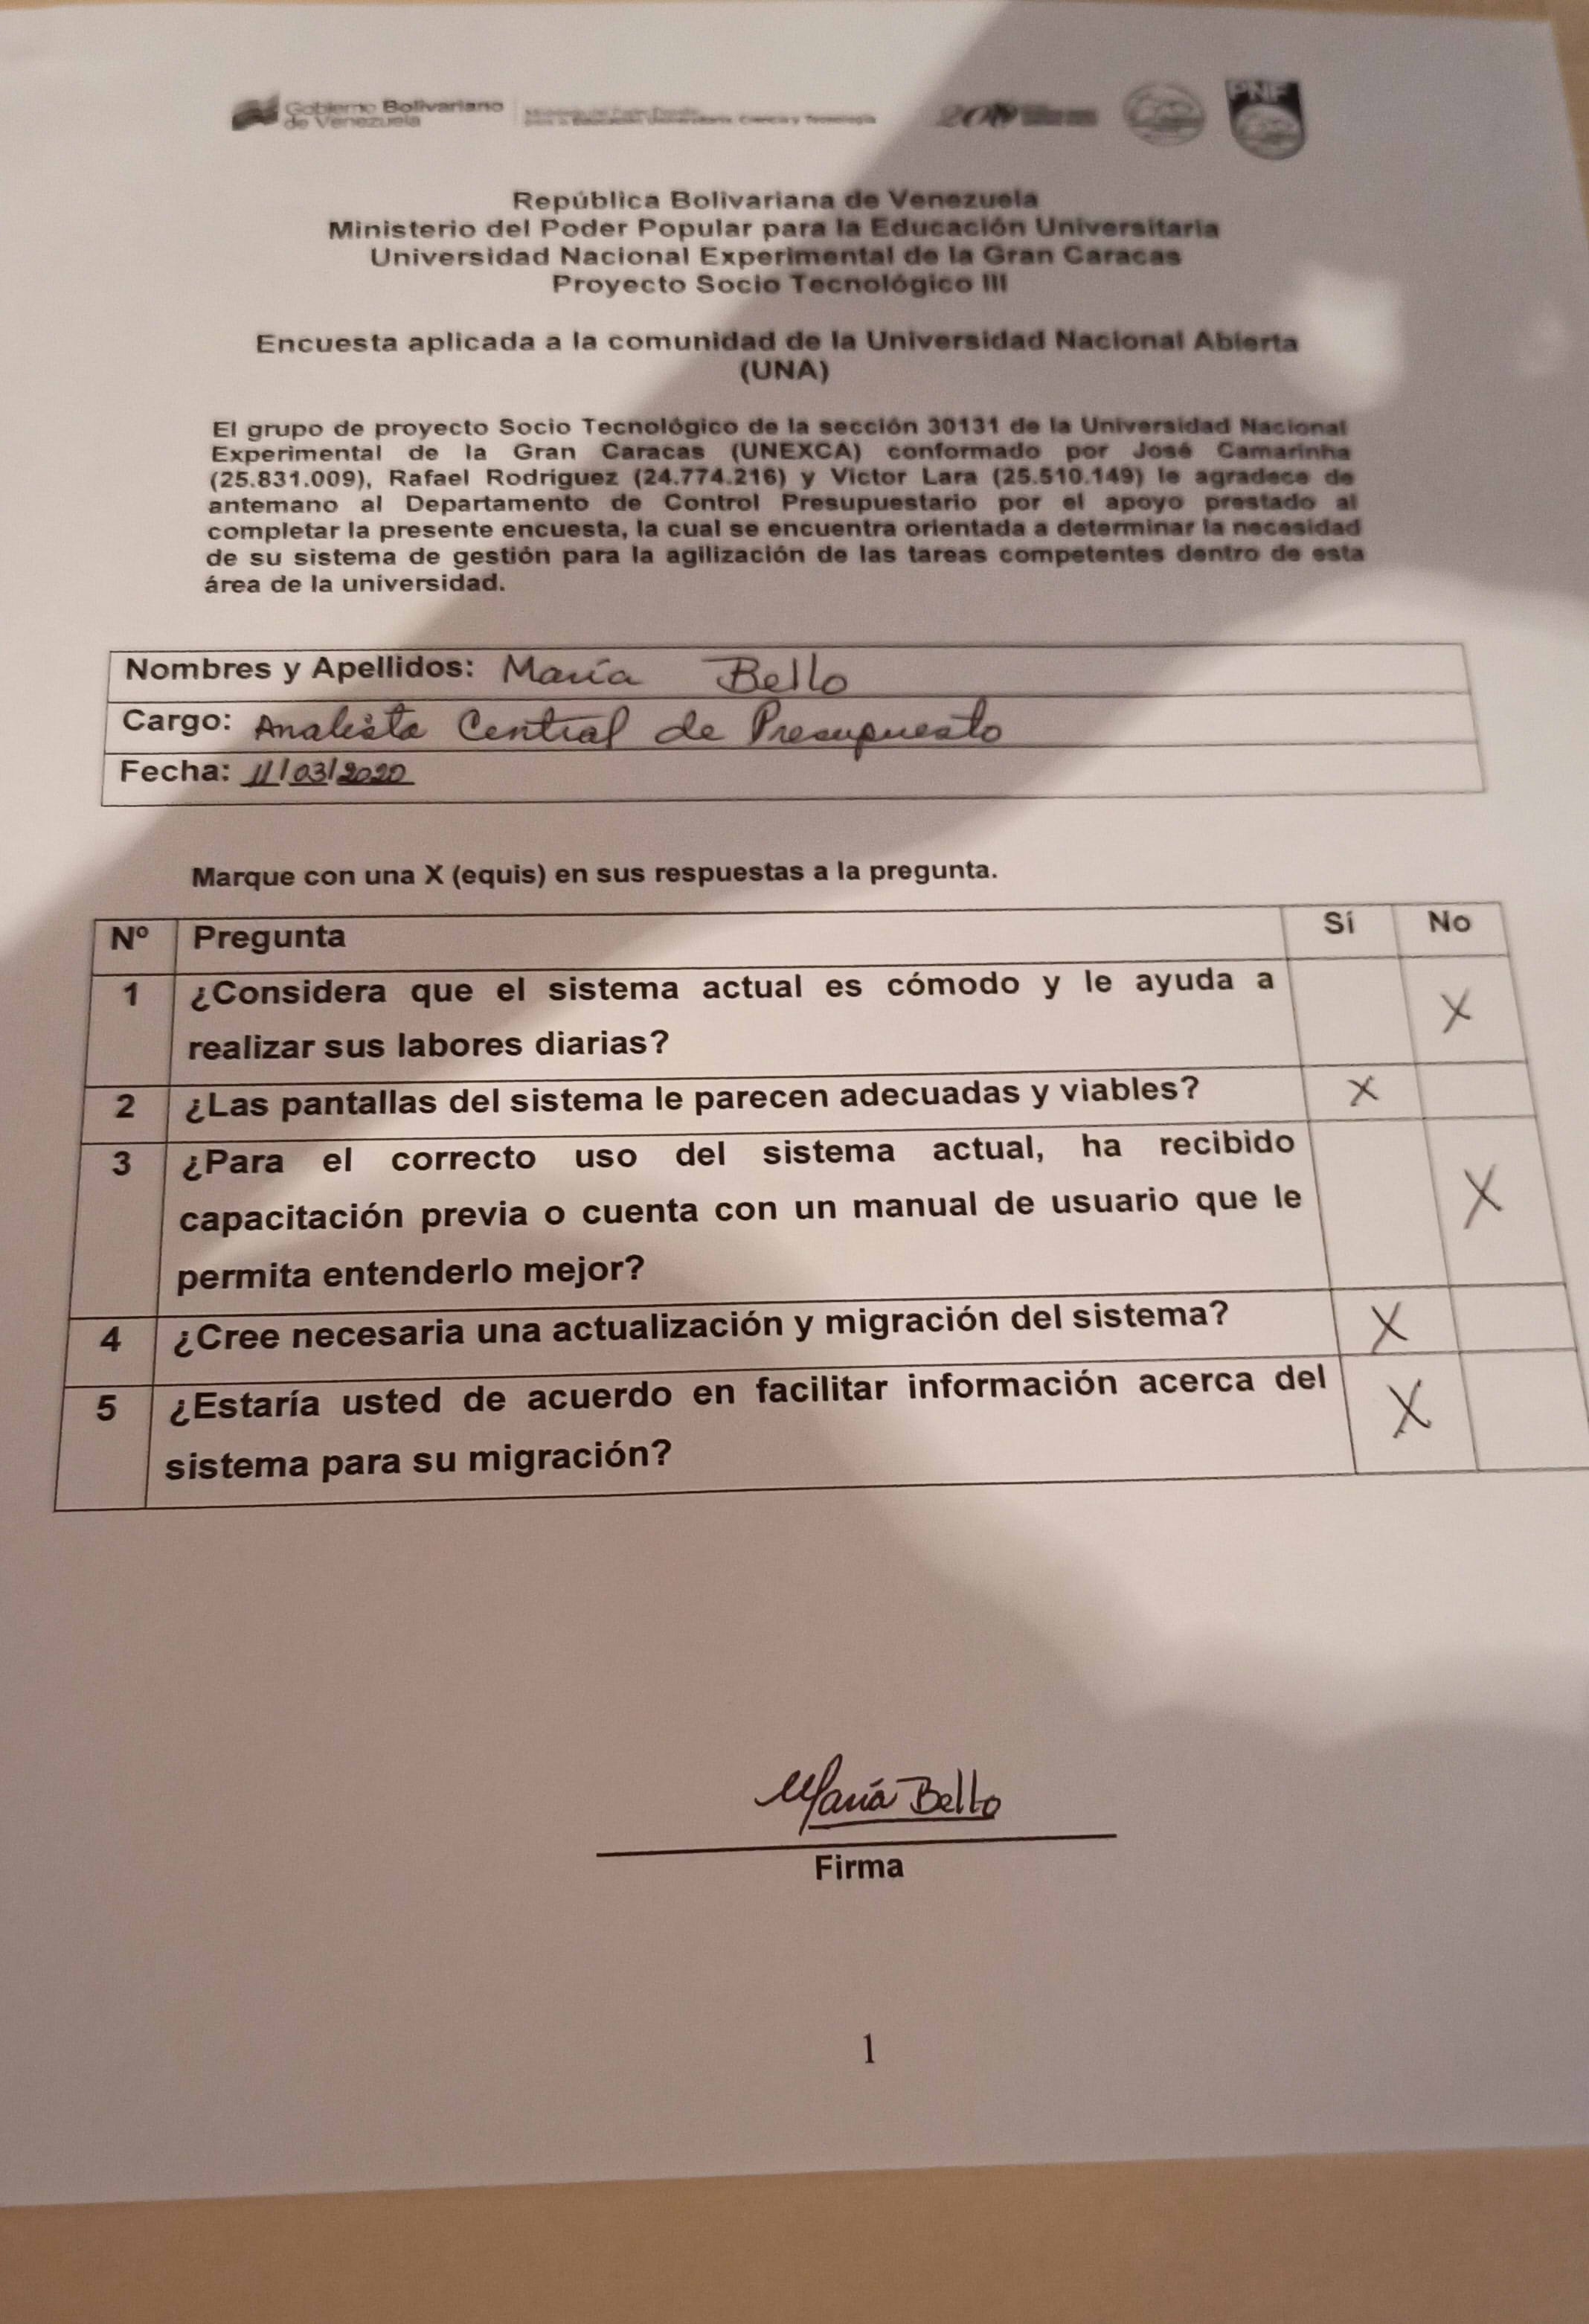 Gobierno Bolivariano
de Venezuela
200
PNF
República Bolivariana de Venezuela
Ministerio del Poder Popular para la Educación Universitaria
Universidad Nacional Experimental de la Gran Caracas
Proyecto Socio Tecnológico III
Encuesta aplicada a la comunidad de la Universidad Nacional Abierta
(UNA)
El grupo de proyecto Socio Tecnológico de la sección 30131 de la Universidad Nacional
Experimental de la Gran Caracas (UNEXCA) conformado por José Camarinha
(25.831.009), Rafael Rodriguez (24.774.216) y Victor Lara (25.510.149) le agradece de
antemano al Departamento de Control Presupuestario por el apoyo prestado al
completar la presente encuesta, la cual se encuentra orientada a determinar la necesidad
de su sistema de gestión para la agilización de las tareas competentes dentro de esta
área de la universidad.
Nombres y Apellidos: María Bello
Cargo: Analista Central de Presupuesto
Fecha: 11/03/2020
Marque con una X (equis) en sus respuestas a la pregunta.
Nº Pregunta Sí No
1 ¿Considera que el sistema actual es cómodo y le ayuda a X
realizar sus labores diarias?
2 ¿Las pantallas del sistema le parecen adecuadas y viables? X
3 ¿Para el correcto uso del sistema actual, ha recibido
capacitación previa o cuenta con un manual de usuario que le X
permita entenderlo mejor?
4 ¿Cree necesaria una actualización y migración del sistema? X
5 ¿Estaría usted de acuerdo en facilitar información acerca del X
sistema para su migración?
María Bello
Firma
1